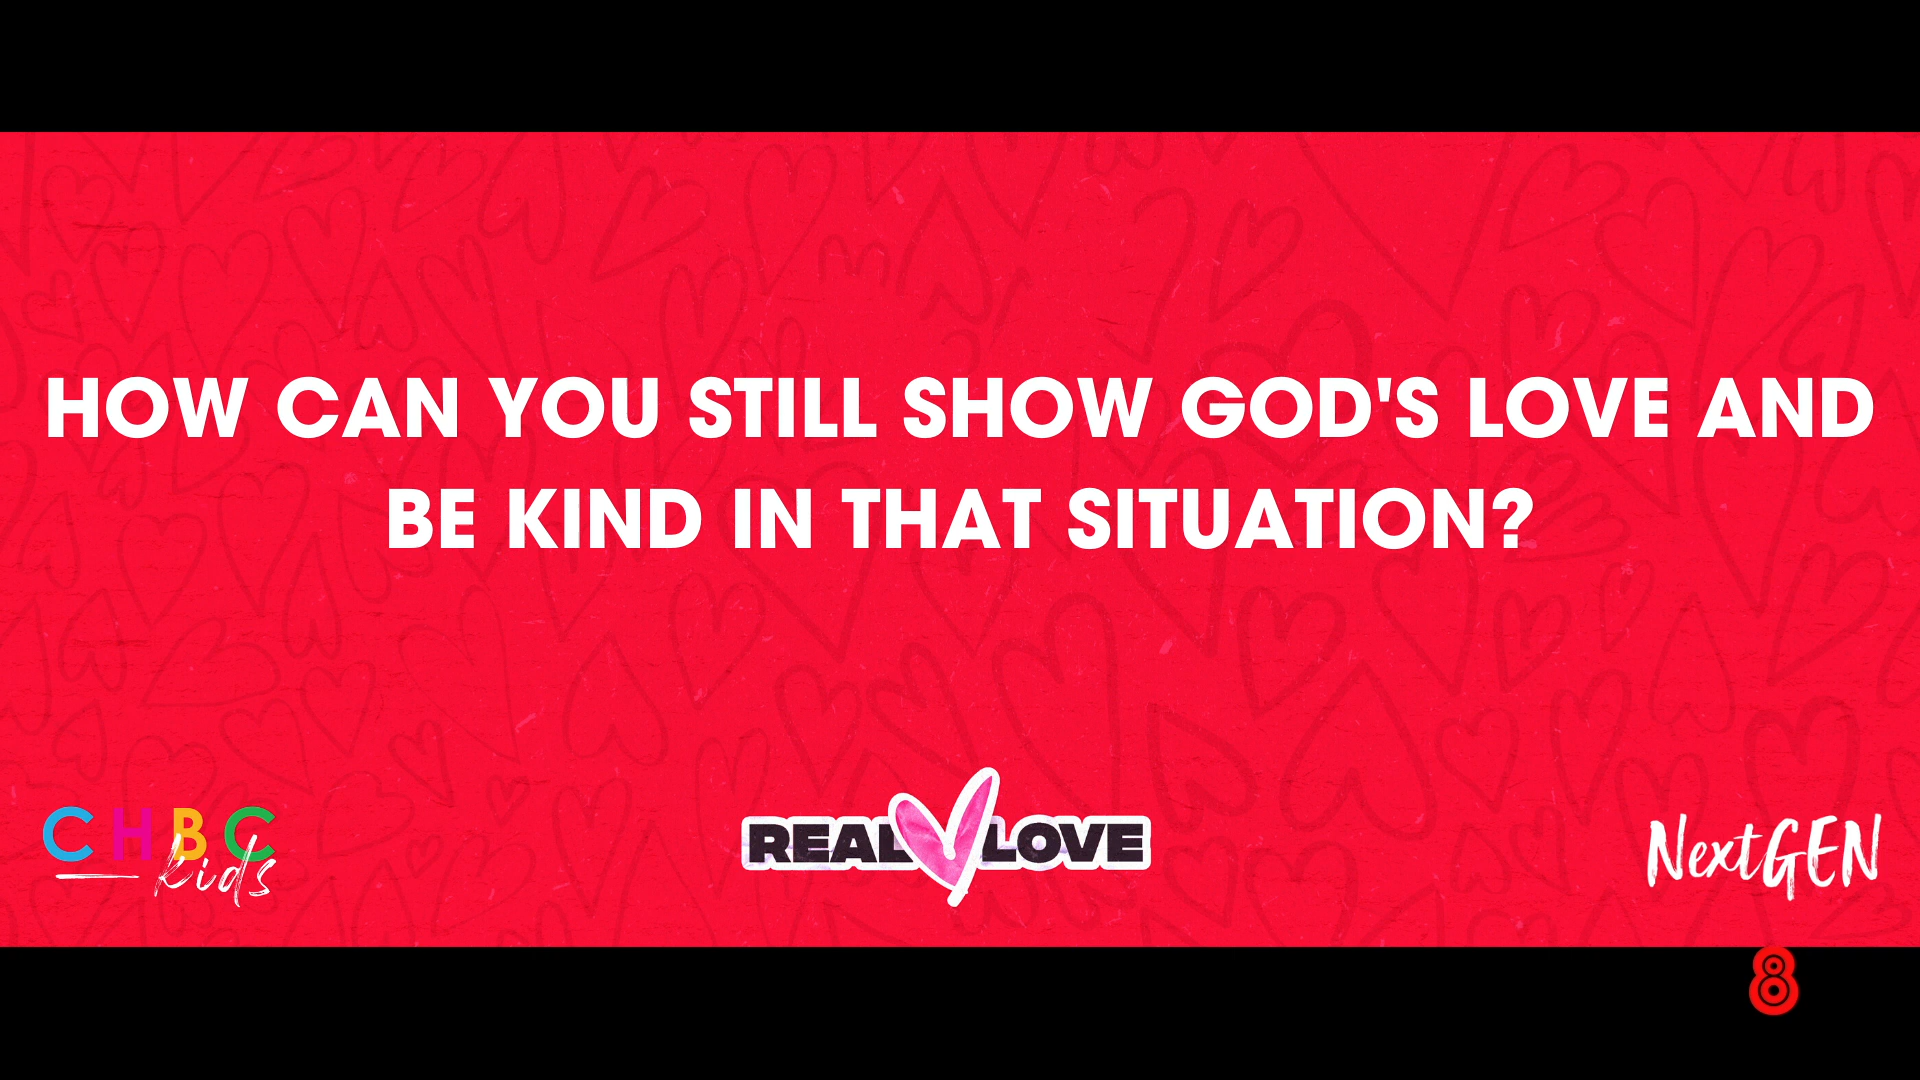 HOW CAN YOU STILL SHOW GOD'S LOVE AND
BE KIND IN THAT SITUATION?
CHBC
kids
REAL LOVE
NextGEN
8